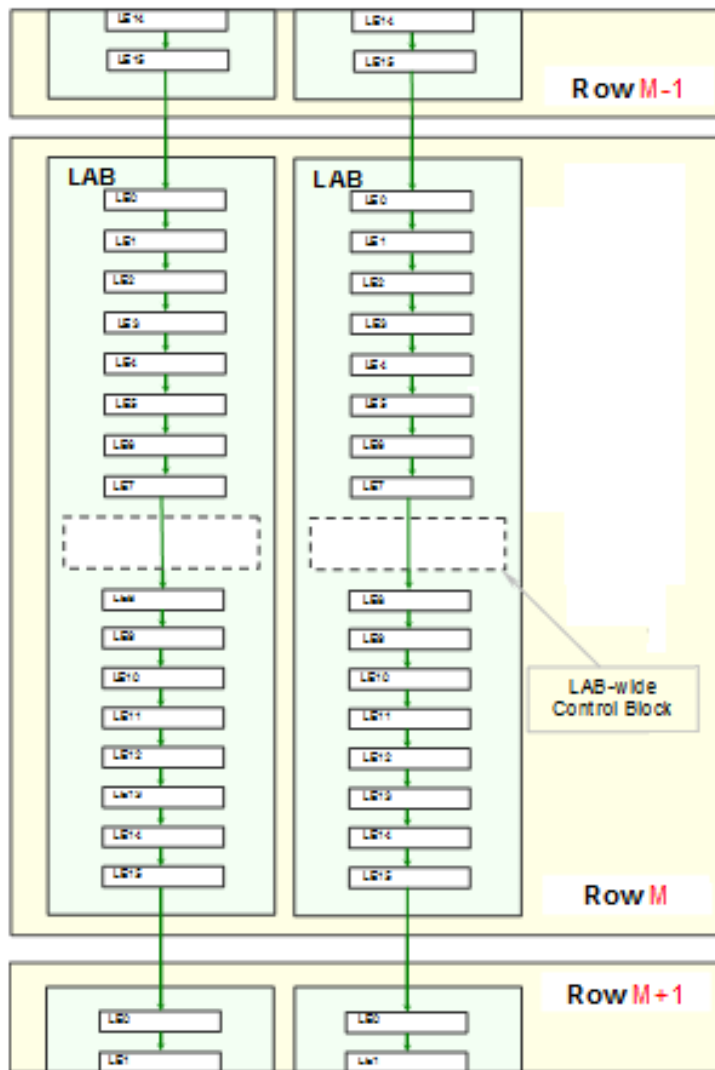 LE14
LE15
LE14
LE15
Row M-1
LAB
LE0
LE1
LE2
LE3
LE4
LE5
LE6
LE7
LE8
LE9
LE10
LE11
LE12
LE13
LE14
LE15
LAB
LE0
LE1
LE2
LE3
LE4
LE5
LE6
LE7
LE8
LE9
LE10
LE11
LE12
LE13
LE14
LE15
LAB-wide
Control Block
Row M
LE0
LE1
LE0
LE1
Row M+1